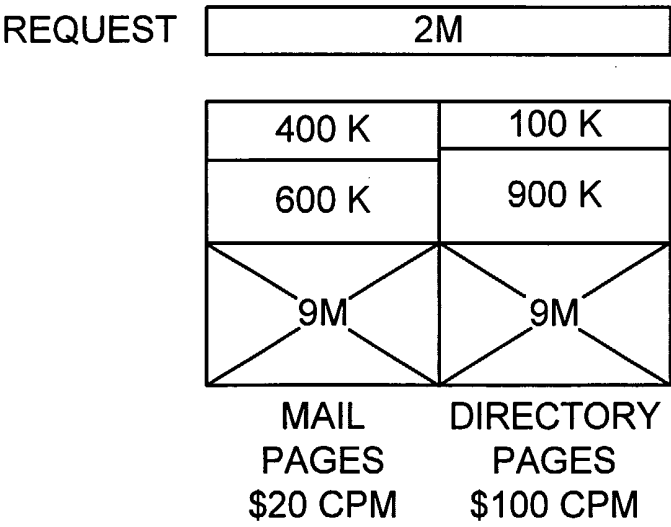 REQUEST 2M
400 K 100 K
600 K 900 K
9M 9M
MAIL DIRECTORY
PAGES PAGES
$20 CPM $100 CPM